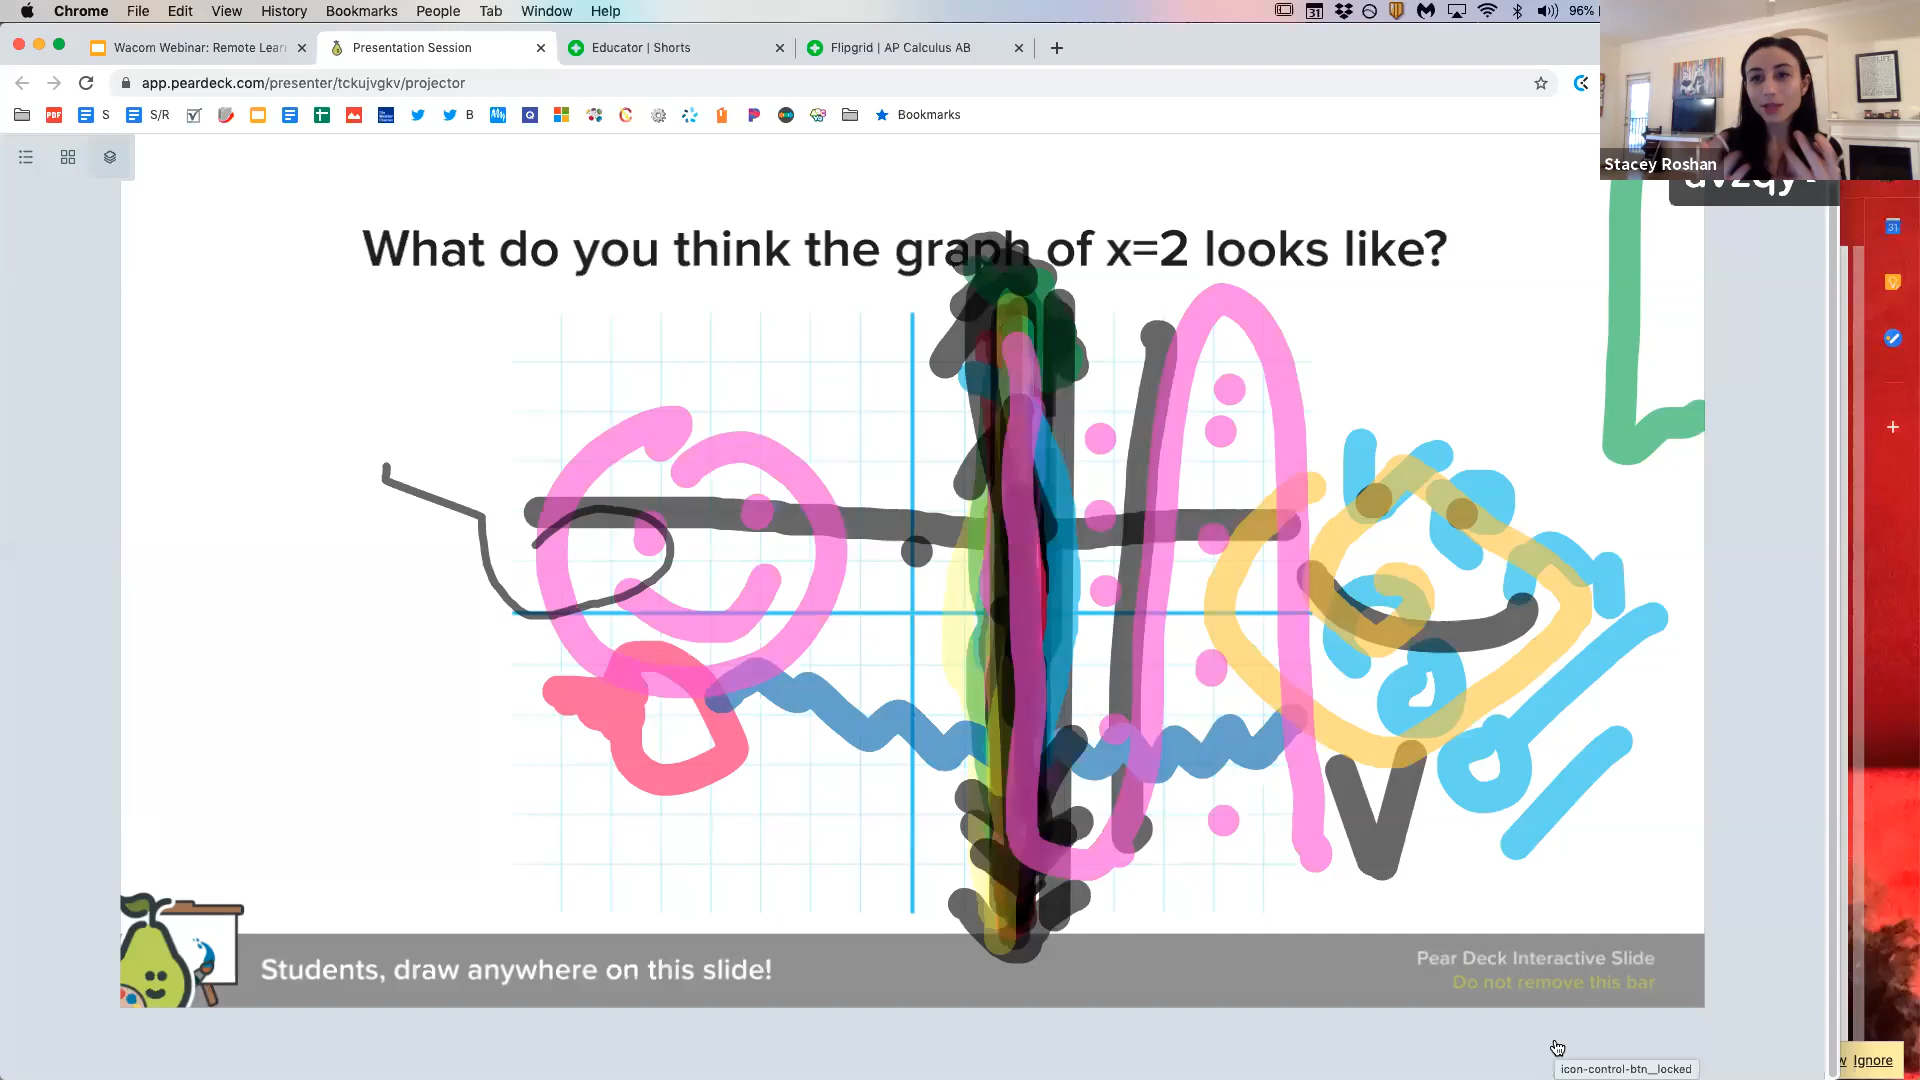 Chrome File Edit View History Bookmarks People Tab Window Help
31
96%
Wacom Webinar: Remote Lear
Presentation Session
Educator | Shorts
Flipgrid | AP Calculus AB
app.peardeck.com/presenter/tckujvgkv/projector
PDF
S
S/R
B
Bookmarks
Stacey Roshan
What do you think the graph of x=2 looks like?
31
V
Students, draw anywhere on this slide!
Pear Deck Interactive Slide
Do not remove this bar
w Ignore
icon-control-btn__locked